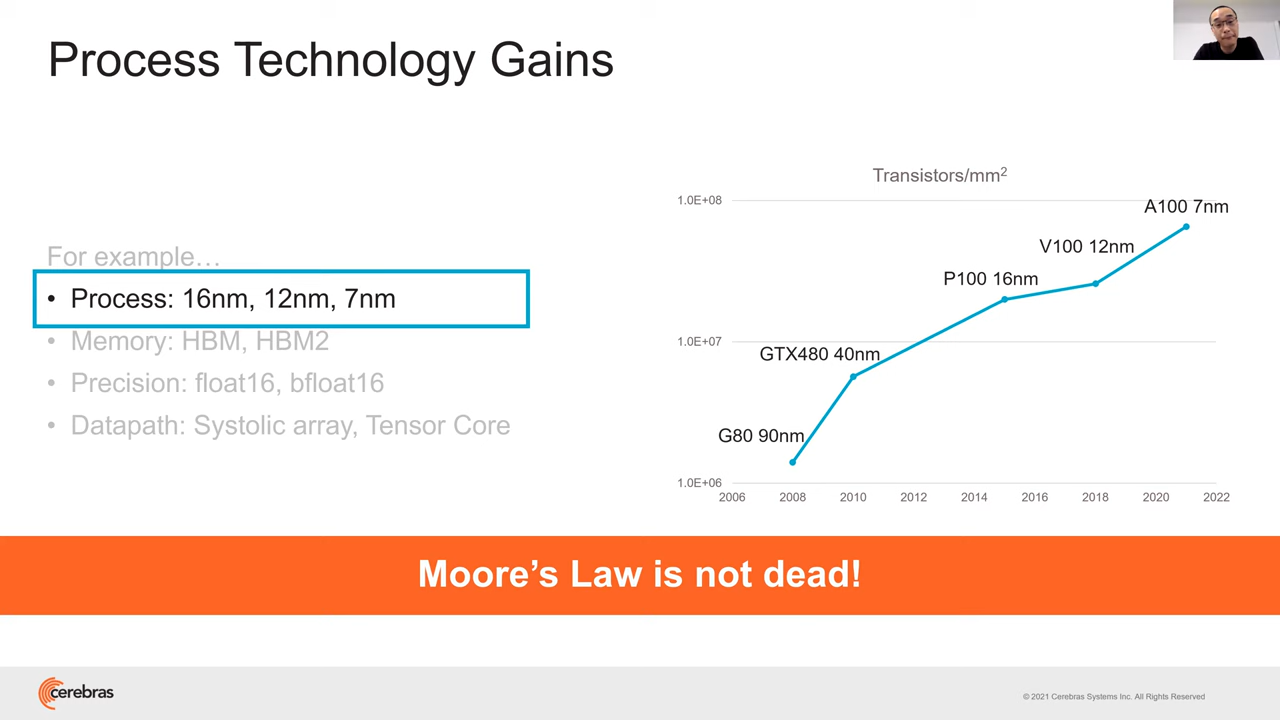 Process Technology Gains
For example…
• Process: 16nm, 12nm, 7nm
• Memory: HBM, HBM2
• Precision: float16, bfloat16
• Datapath: Systolic array, Tensor Core
Transistors/mm²
1.0E+08
1.0E+07
1.0E+06
A100 7nm
V100 12nm
P100 16nm
GTX480 40nm
G80 90nm
2006 2008 2010 2012 2014 2016 2018 2020 2022
Moore’s Law is not dead!
cerebras
© 2021 Cerebras Systems Inc. All Rights Reserved